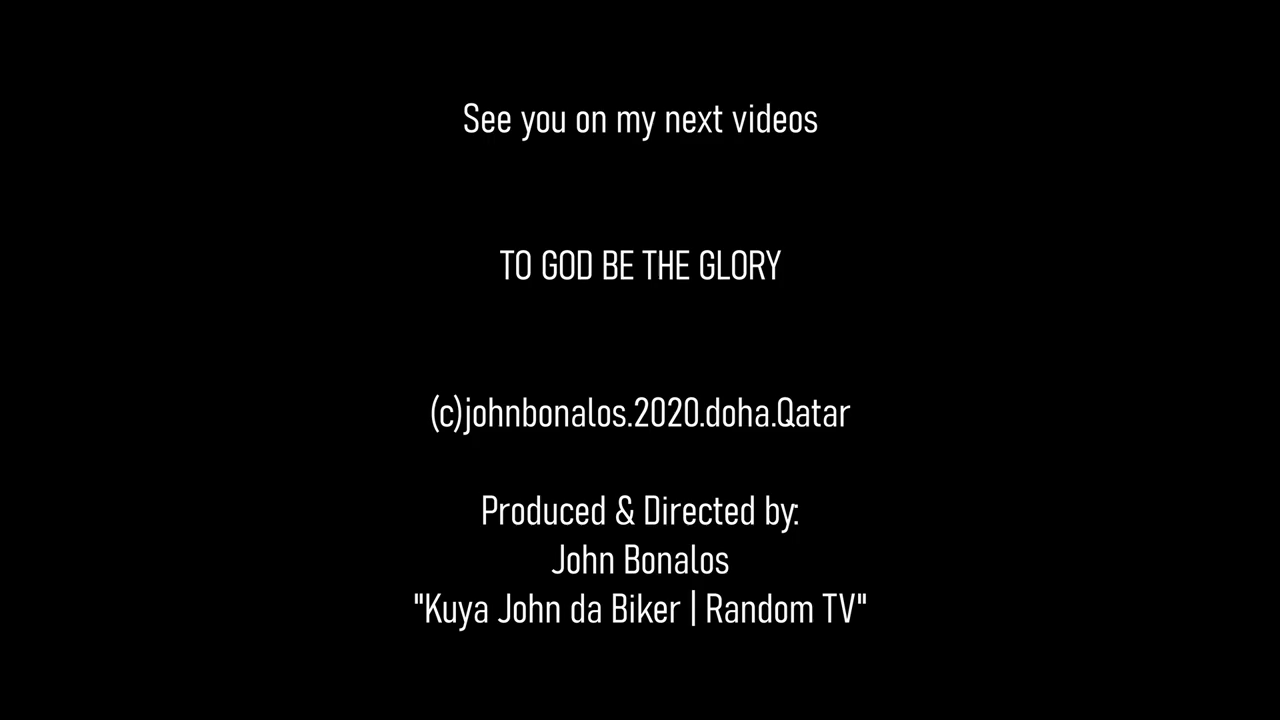 See you on my next videos
TO GOD BE THE GLORY
(c)johnbonalos.2020.doha.Qatar
Produced & Directed by:
John Bonalos
"Kuya John da Biker | Random TV"